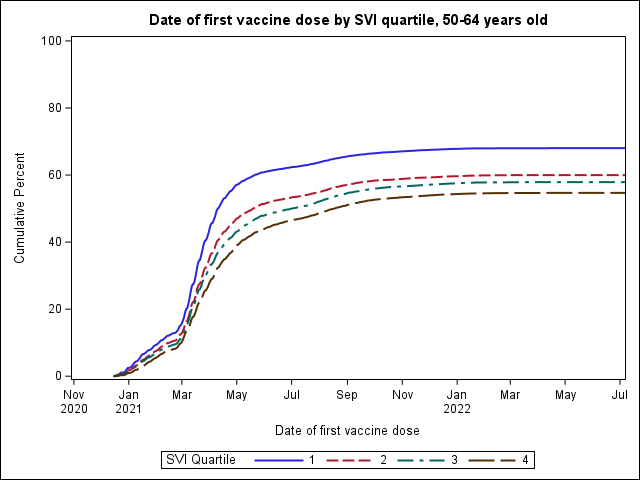 Date of first vaccine dose by SVI quartile, 50-64 years old
100
80
60
40
20
0
Cumulative Percent
Nov Jan Mar May Jul Sep Nov Jan Mar May Jul
2020 2021 2022
Date of first vaccine dose
SVI Quartile 1 2 3 4